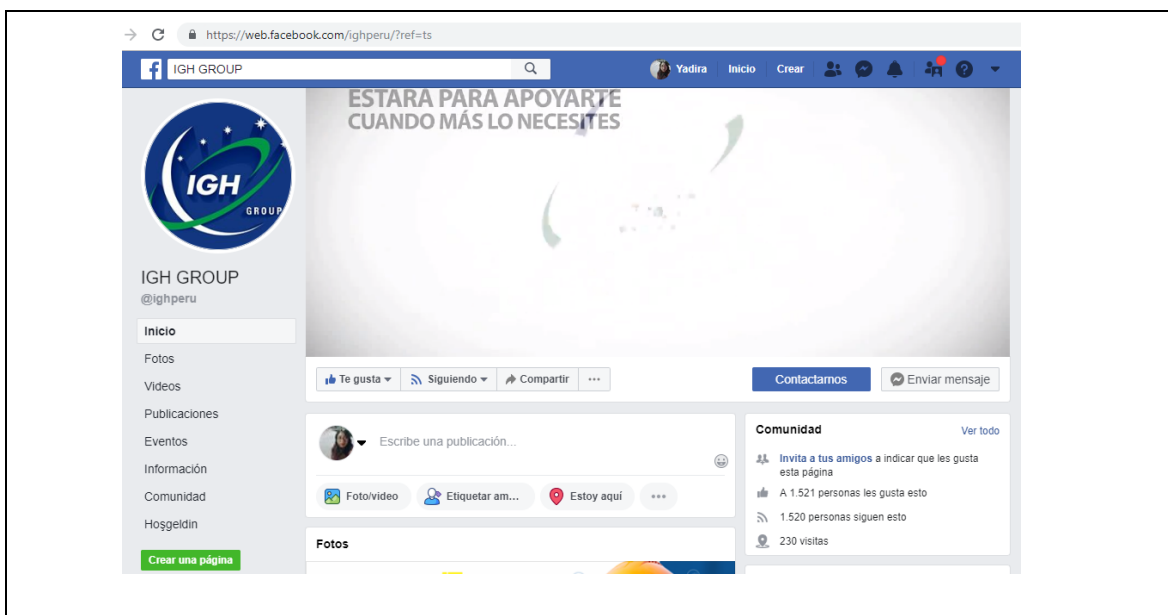 https://web.facebook.com/ighperu/?ref=ts
IGH GROUP
Yadira Inicio Crear
ESTARA PARA APOYARTE
CUANDO MÁS LO NECESITES
IGH
GROUP
IGH GROUP
@ighperu
Inicio
Fotos
Videos
Publicaciones
Eventos
Información
Comunidad
Hoşgeldin
Crear una página
Te gusta Siguiendo Compartir ...
Contactarnos Enviar mensaje
Escribe una publicación...
Foto/video Etiquetar am... Estoy aquí ...
Fotos
Comunidad Ver todo
Invita a tus amigos a indicar que les gusta
esta página
A 1.521 personas les gusta esto
1.520 personas siguen esto
230 visitas